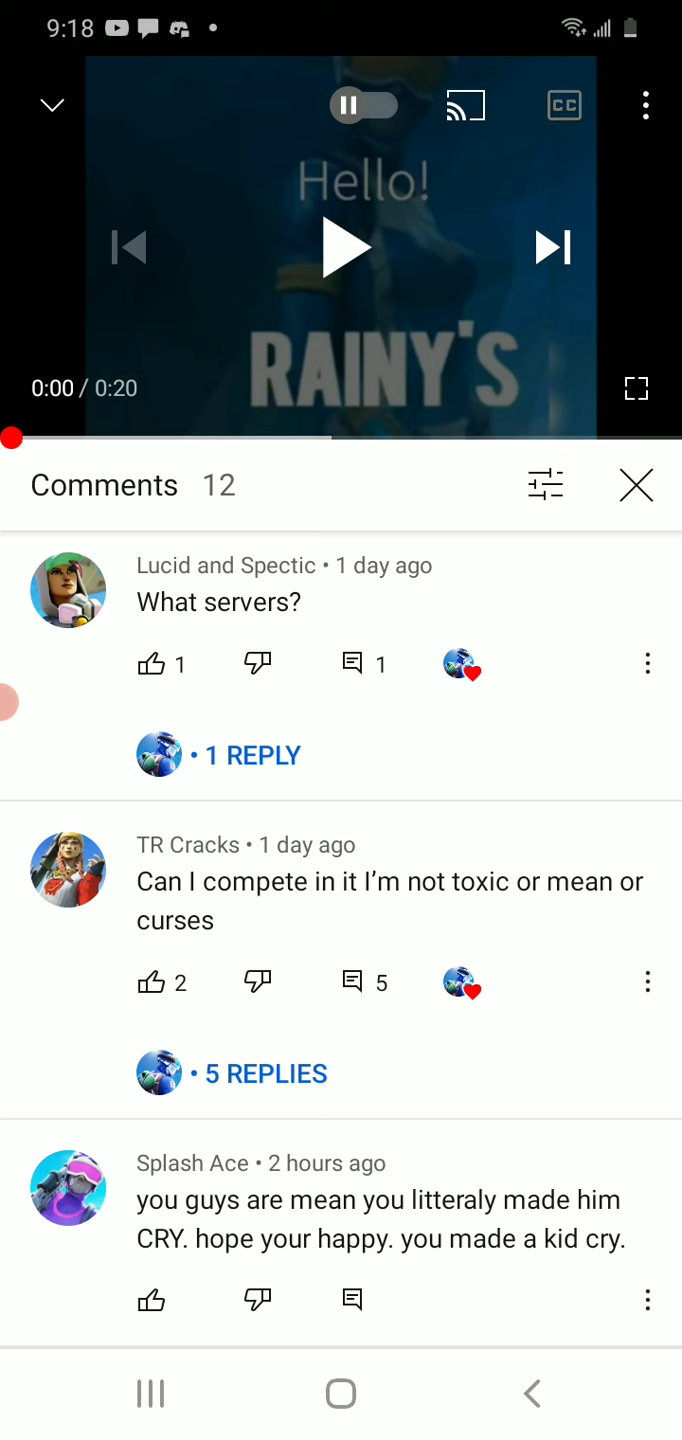 9:18
CC
Hello!
RAINY'S
0:00 / 0:20
Comments 12
Lucid and Spectic • 1 day ago
What servers?
1 1
• 1 REPLY
TR Cracks • 1 day ago
Can I compete in it I’m not toxic or mean or
curses
2 5
• 5 REPLIES
Splash Ace • 2 hours ago
you guys are mean you litteraly made him
CRY. hope your happy. you made a kid cry.